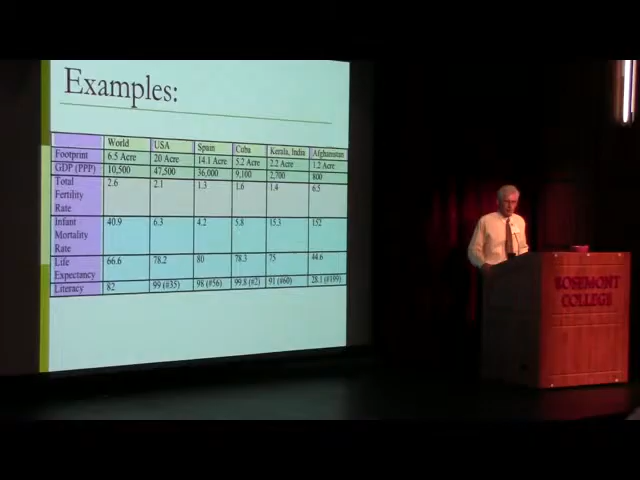 Examples:
World USA Spain Cuba Kerala, India Afghanistan
Footprint 6.5 Acre 20 Acre 14.1 Acre 5.2 Acre 2.2 Acre 1.2 Acre
GDP (PPP) 10,500 47,500 36,000 9,100 2,700 800
Total Fertility Rate 2.6 2.1 1.3 1.6 1.4 6.5
Infant Mortality Rate 40.9 6.3 4.2 5.8 15.3 152
Life Expectancy 66.6 78.2 80 78.3 75 44.6
Literacy 82 99 (#35) 98 (#56) 99.8 (#2) 91 (#60) 28.1 (#199)
ROSEMONT
COLLEGE